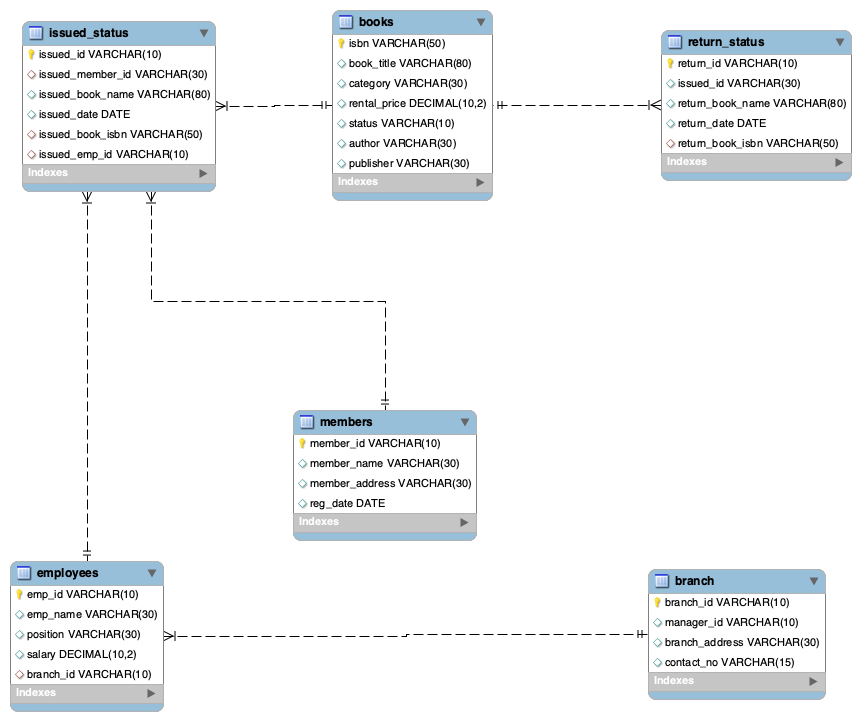 issued_status
issued_id VARCHAR(10)
issued_member_id VARCHAR(30)
issued_book_name VARCHAR(80)
issued_date DATE
issued_book_isbn VARCHAR(50)
issued_emp_id VARCHAR(10)
Indexes
books
isbn VARCHAR(50)
book_title VARCHAR(80)
category VARCHAR(30)
rental_price DECIMAL(10,2)
status VARCHAR(10)
author VARCHAR(30)
publisher VARCHAR(30)
Indexes
return_status
return_id VARCHAR(10)
issued_id VARCHAR(30)
return_book_name VARCHAR(80)
return_date DATE
return_book_isbn VARCHAR(50)
Indexes
members
member_id VARCHAR(10)
member_name VARCHAR(30)
member_address VARCHAR(30)
reg_date DATE
Indexes
employees
emp_id VARCHAR(10)
emp_name VARCHAR(30)
position VARCHAR(30)
salary DECIMAL(10,2)
branch_id VARCHAR(10)
Indexes
branch
branch_id VARCHAR(10)
manager_id VARCHAR(10)
branch_address VARCHAR(30)
contact_no VARCHAR(15)
Indexes